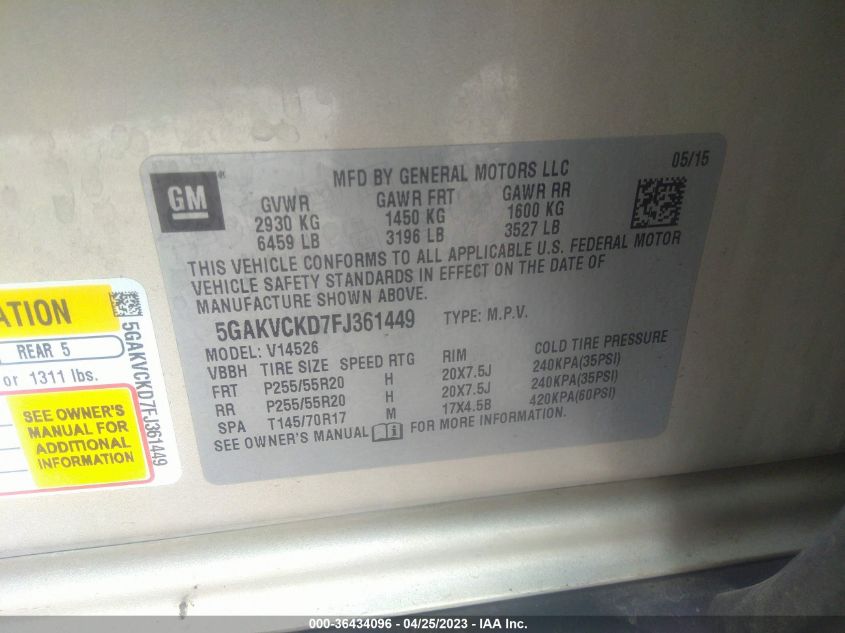 MFD BY GENERAL MOTORS LLC 05/15
GM
GVWR GAWR FRT GAWR RR
2930 KG 1450 KG 1600 KG
6459 LB 3196 LB 3527 LB
THIS VEHICLE CONFORMS TO ALL APPLICABLE U.S. FEDERAL MOTOR
VEHICLE SAFETY STANDARDS IN EFFECT ON THE DATE OF
MANUFACTURE SHOWN ABOVE.
5GAKVCKD7FJ361449 TYPE: M.P.V.
MODEL: V14526
VBBH TIRE SIZE SPEED RTG RIM COLD TIRE PRESSURE
FRT P255/55R20 H 20X7.5J 240KPA(35PSI)
RR P255/55R20 H 20X7.5J 240KPA(35PSI)
SPA T145/70R17 M 17X4.5B 420KPA(60PSI)
SEE OWNER'S MANUAL FOR MORE INFORMATION.
ATION
REAR 5
or 1311 lbs.
SEE OWNER'S
MANUAL FOR
ADDITIONAL
INFORMATION
5GAKVCKD7FJ361449
000-36434096 - 04/25/2023 - IAA Inc.